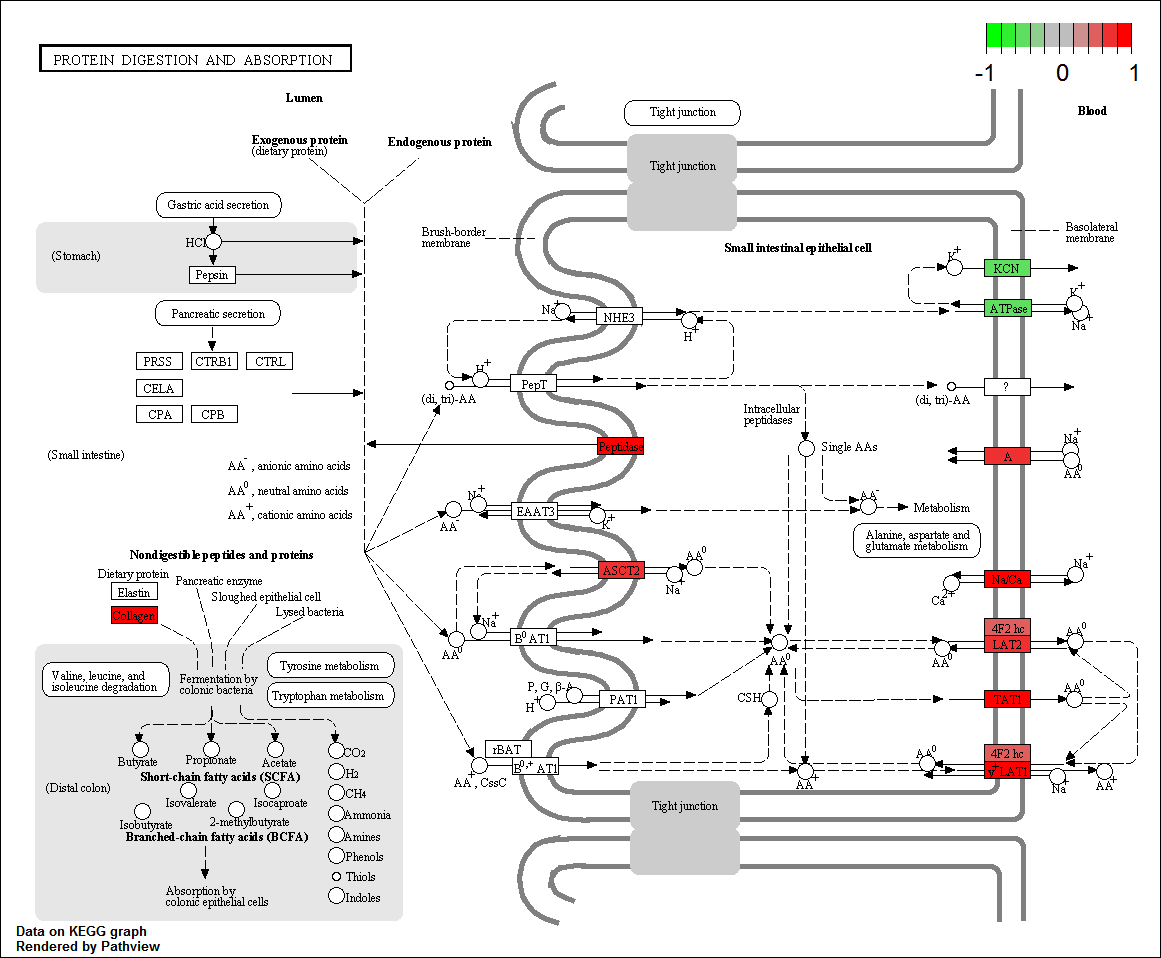 PROTEIN DIGESTION AND ABSORPTION
-1 0 1
Lumen
Blood
Exogenous protein
(dietary protein)
Endogenous protein
Tight junction
Tight junction
Gastric acid secretion
HCl
(Stomach)
Pepsin
Pancreatic secretion
PRSS
CTRB1
CTRL
CELA
CPA
CPB
(Small intestine)
AA⁻ , anionic amino acids
AA⁰ , neutral amino acids
AA⁺ , cationic amino acids
Brush-border
membrane
Small intestinal epithelial cell
Basolateral
membrane
K⁺
KCN
ATPase
K⁺
Na⁺
Na⁺
NHE3
H⁺
H⁺
PepT
(di, tri)-AA
(di, tri)-AA
?
Intracellular
peptidases
Single AAs
Peptidase
A
Na⁺
AA⁰
Na⁺
AA⁻
EAAT3
K⁺
AA⁻
Metabolism
Alanine, aspartate and
glutamate metabolism
ASCT2
AA⁰
Na⁺
Na/Ca
Na⁺
Ca²⁺
Na⁺
AA⁰
B⁰AT1
AA⁰
AA⁰
4F2 hc
LAT2
AA⁰
P, G, β-A
H⁺
PAT1
CSH
TAT1
AA⁰
rBAT
B⁰,⁺AT1
AA⁺, CssC
AA⁺
AA⁰
4F2 hc
y⁺LAT1
Na⁺
AA⁺
Tight junction
Nondigestible peptides and proteins
Dietary protein
Elastin
Collagen
Pancreatic enzyme
Sloughed epithelial cell
Lysed bacteria
Valine, leucine, and
isoleucine degradation
Fermentation by
colonic bacteria
Tyrosine metabolism
Tryptophan metabolism
Butyrate
Propionate
Acetate
Short-chain fatty acids (SCFA)
(Distal colon)
Isovalerate
Isocaproate
Isobutyrate
2-methylbutyrate
Branched-chain fatty acids (BCFA)
Absorption by
colonic epithelial cells
CO2
H2
CH4
Ammonia
Amines
Phenols
Thiols
Indoles
Data on KEGG graph
Rendered by Pathview